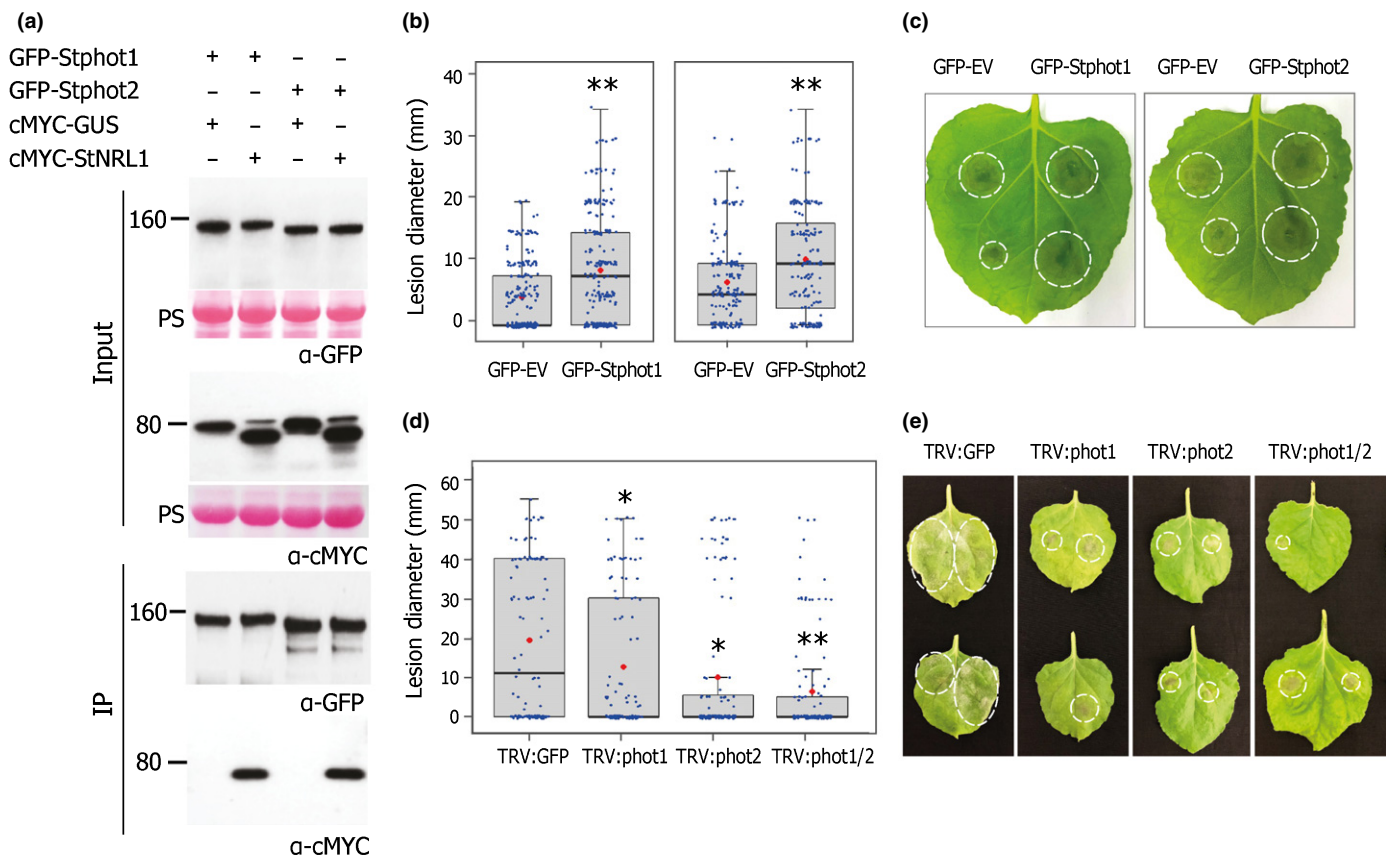 (a)
GFP-Stphot1 + + – –
GFP-Stphot2 – – + +
cMYC-GUS + – + –
cMYC-StNRL1 – + – +
Input
160
PS
ɑ-GFP
80
PS
ɑ-cMYC
IP
160
ɑ-GFP
80
ɑ-cMYC
(b)
Lesion diameter (mm)
40
30
20
10
0
**
**
GFP-EV GFP-Stphot1 GFP-EV GFP-Stphot2
(c)
GFP-EV GFP-Stphot1 GFP-EV GFP-Stphot2
(d)
Lesion diameter (mm)
60
50
40
30
20
10
0
*
*
**
TRV:GFP TRV:phot1 TRV:phot2 TRV:phot1/2
(e)
TRV:GFP TRV:phot1 TRV:phot2 TRV:phot1/2